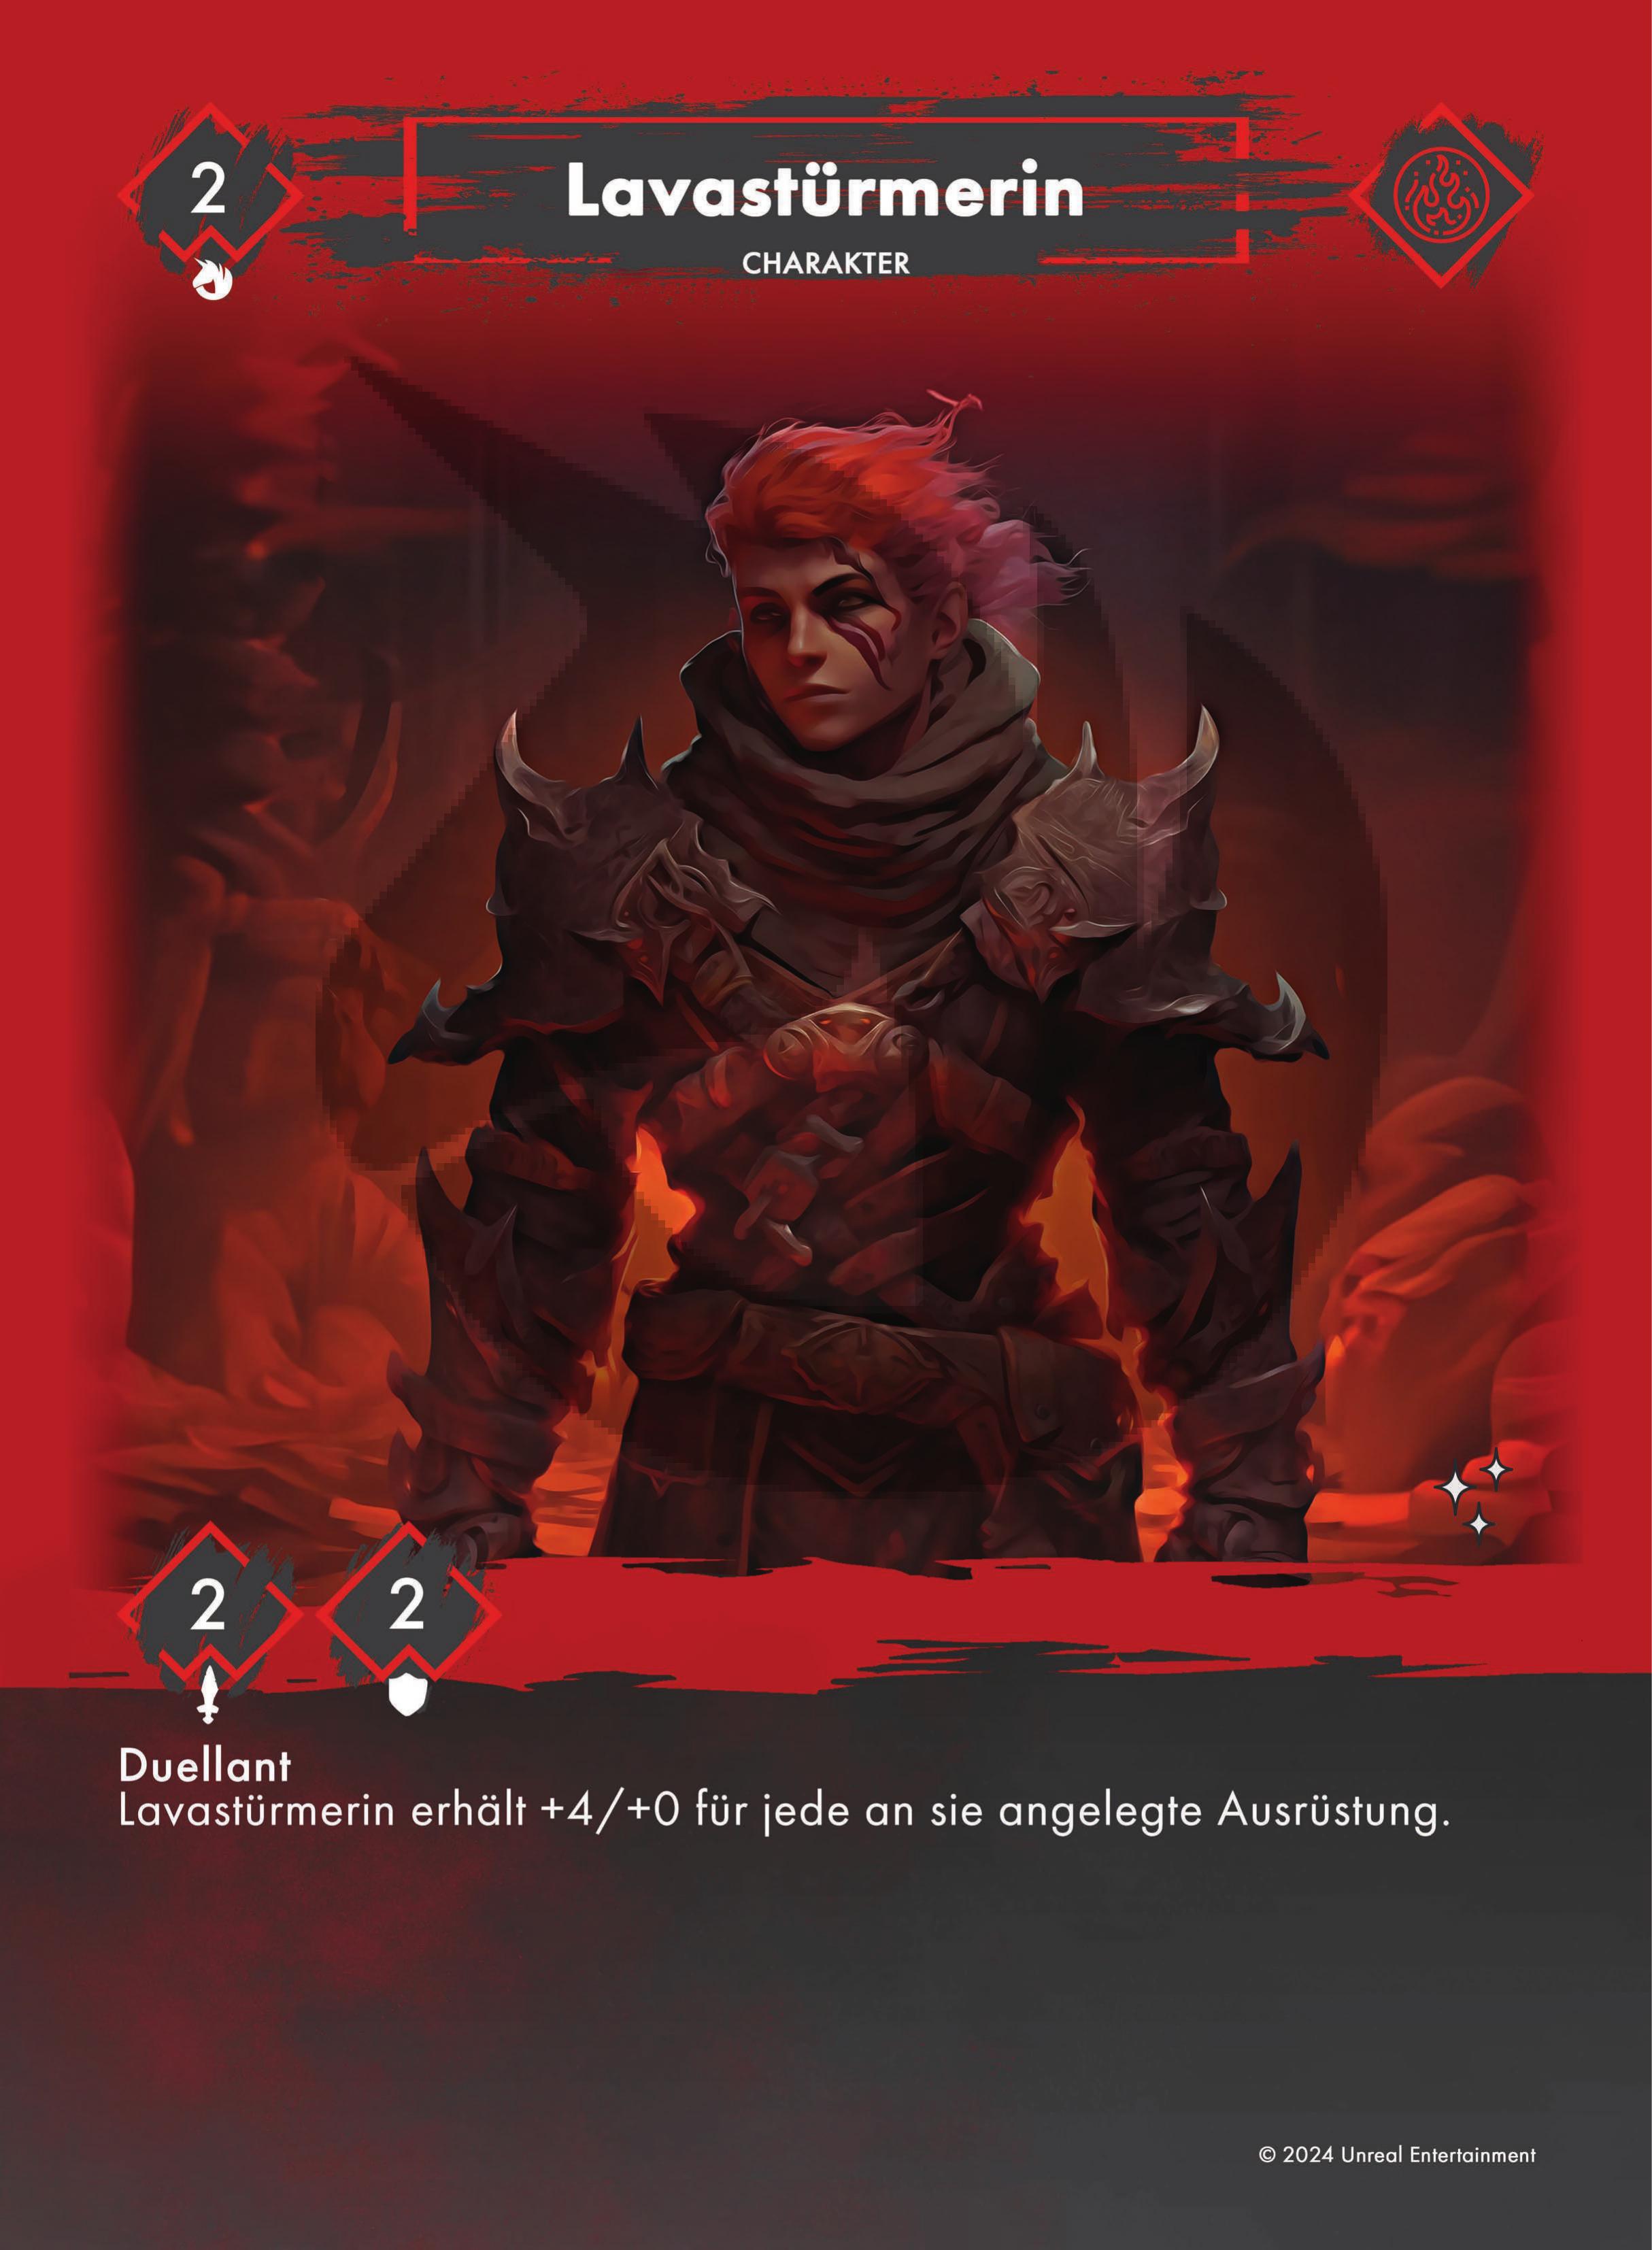 2
Lavastürmerin
CHARAKTER
2
2
Duellant
Lavastürmerin erhält +4/+0 für jede an sie angelegte Ausrüstung.
© 2024 Unreal Entertainment